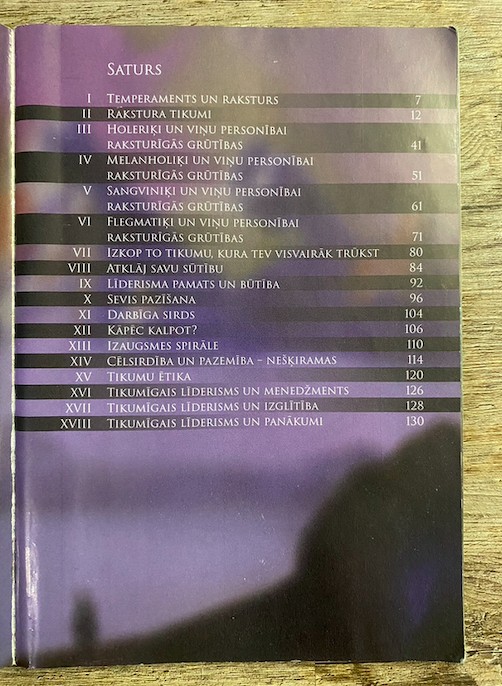 Saturs
I Temperaments un raksturs 7
II Rakstura tikumi 12
III Holeriķi un viņu personībai
raksturīgās grūtības 41
IV Melanholiķi un viņu personībai
raksturīgās grūtības 51
V Sangviniķi un viņu personībai
raksturīgās grūtības 61
VI Flegmatiķi un viņu personībai
raksturīgās grūtības 71
VII Izkop to tikumu, kura tev visvairāk trūkst 80
VIII Atklāj savu sūtību 84
IX Līderisma pamats un būtība 92
X Sevis pazīšana 96
XI Darbīga sirds 104
XII Kāpēc kalpot? 106
XIII Izaugsmes spirāle 110
XIV Cēlsirdība un pazemība – nešķiramas 114
XV Tikumu ētika 120
XVI Tikumīgais līderisms un menedžments 126
XVII Tikumīgais līderisms un izglītība 128
XVIII Tikumīgais līderisms un panākumi 130